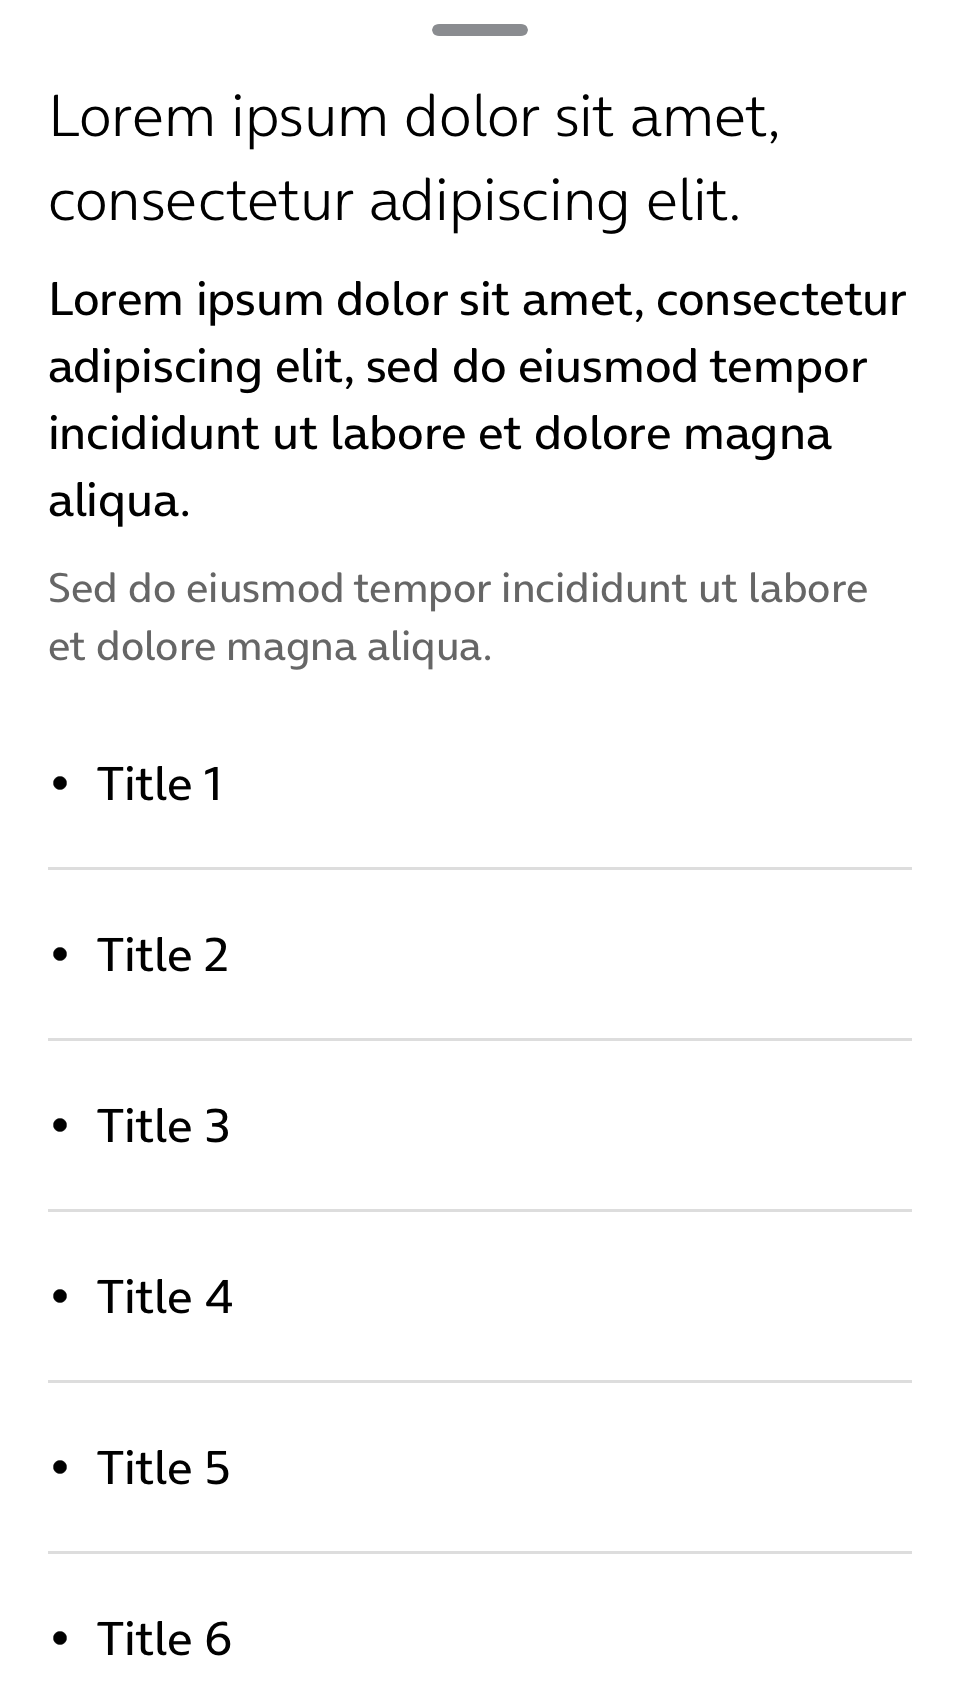 Lorem ipsum dolor sit amet,
consectetur adipiscing elit.
Lorem ipsum dolor sit amet, consectetur
adipiscing elit, sed do eiusmod tempor
incididunt ut labore et dolore magna
aliqua.
Sed do eiusmod tempor incididunt ut labore
et dolore magna aliqua.
• Title 1
• Title 2
• Title 3
• Title 4
• Title 5
• Title 6